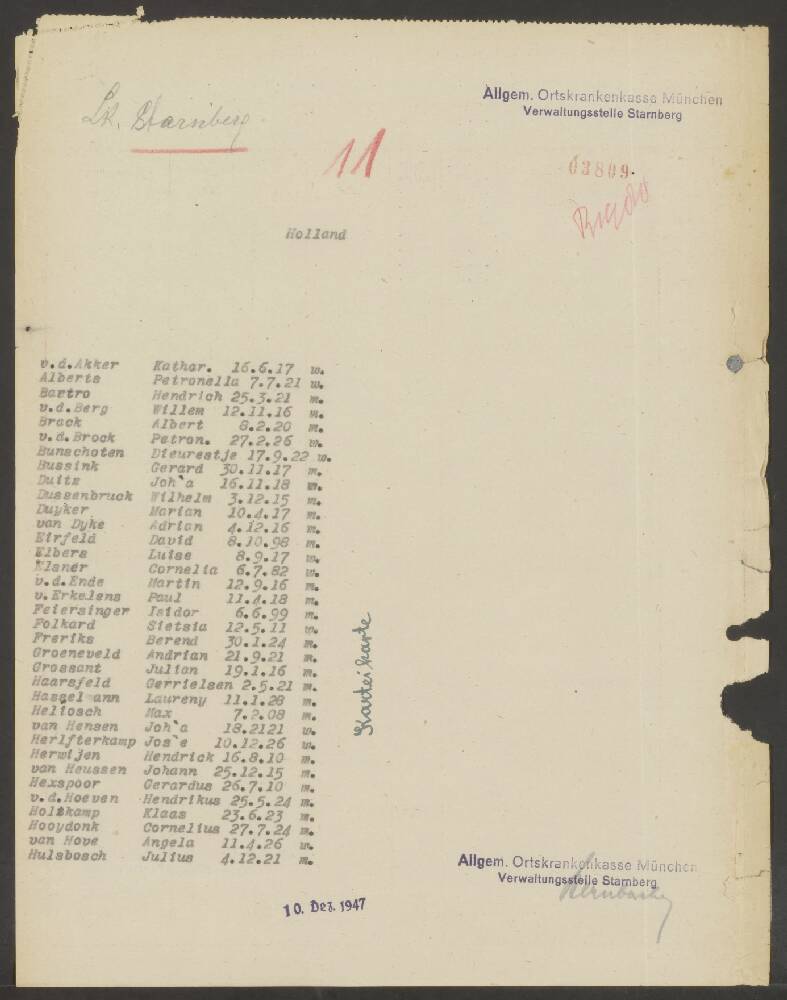 Allgem. Ortskrankenkasse München
Verwaltungsstelle Starnberg
Lk. Starnberg
11
03809.
Holland
v.d.Akker Kathar. 16.6.17 w.
Alberts Petronella 7.7.21 w.
Bastro Hendrich 25.3.21 m.
v.d.Berg Willem 12.11.16 m.
Brack Albert 8.2.20 m.
v.d.Brock Petron. 27.2.26 w.
Bunschoten Dieurestje 17.9.22 w.
Bussink Gerard 30.11.17 m.
Duits Joh`a 16.11.18 w.
Dussenbruck Wilhelm 3.12.15 m.
Duyker Marian 10.4.17 m.
van Dyke Adrian 4.12.16 m.
Eirfeld David 8.10.98 m.
Elbers Luise 8.9.17 w.
Elsner Cornelia 6.7.82 w.
v.d.Ende Martin 12.9.16 m.
v.Erkelens Paul 11.4.18 m.
Feiersinger Isidor 6.6.99 m.
Folkard Sietsia 12.5.11 w.
Freriks Berend 30.1.24 m.
Groeneveld Andrian 21.9.21 m.
Grossant Julian 19.1.16 m.
Haarsfeld Gerrielsen 2.5.21 m.
Hasselmann Laureny 11.1.28 m.
Heliosch Max 7.2.08 m.
van Hensen Joh`a 18.2121 w.
Herlfterkamp Jos`e 10.12.26 w.
Herwijen Hendrick 16.8.10 m.
van Heussen Johann 25.12.15 m.
Hexspoor Gerardus 26.7.10 m.
v.d.Hoeven Hendrikus 25.5.24 m.
Holtkamp Klaas 23.6.23 m.
Hooydonk Cornelius 27.7.24 m.
van Hove Angela 11.4.26 w.
Hulsbosch Julius 4.12.21 m.
Karteikarte
Allgem. Ortskrankenkasse München
Verwaltungsstelle Starnberg
10. Dez. 1947